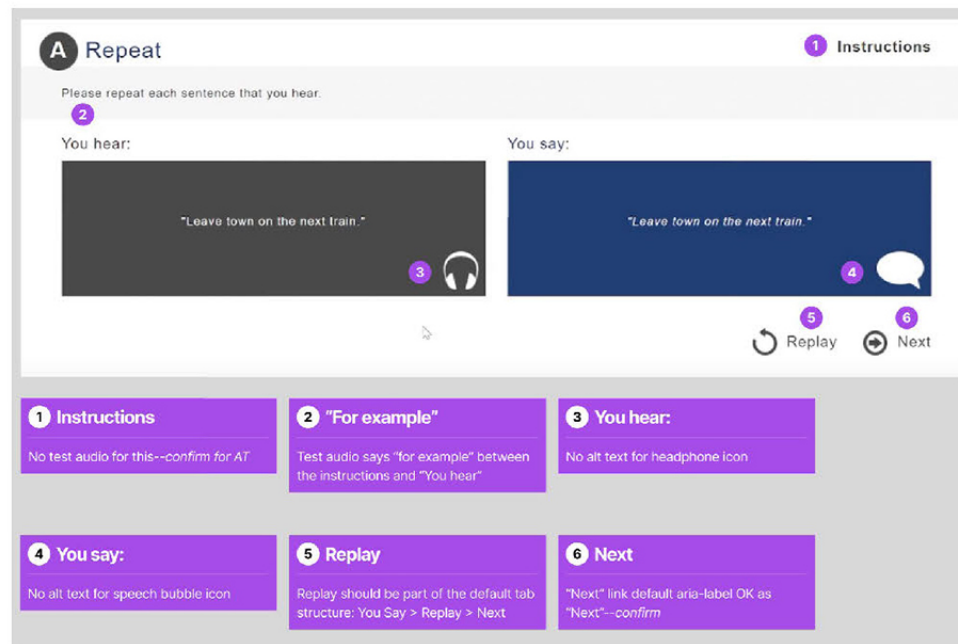 A Repeat
1 Instructions
Please repeat each sentence that you hear.
2
You hear:
You say:
"Leave town on the next train."
"Leave town on the next train."
3
4
5
6
Replay
Next
1 Instructions
No test audio for this--confirm for AT
2 "For example"
Test audio says "for example" between
the instructions and "You hear"
3 You hear:
No alt text for headphone icon
4 You say:
No alt text for speech bubble icon
5 Replay
Replay should be part of the default tab
structure: You Say > Replay > Next
6 Next
"Next" link default aria-label OK as
"Next"--confirm